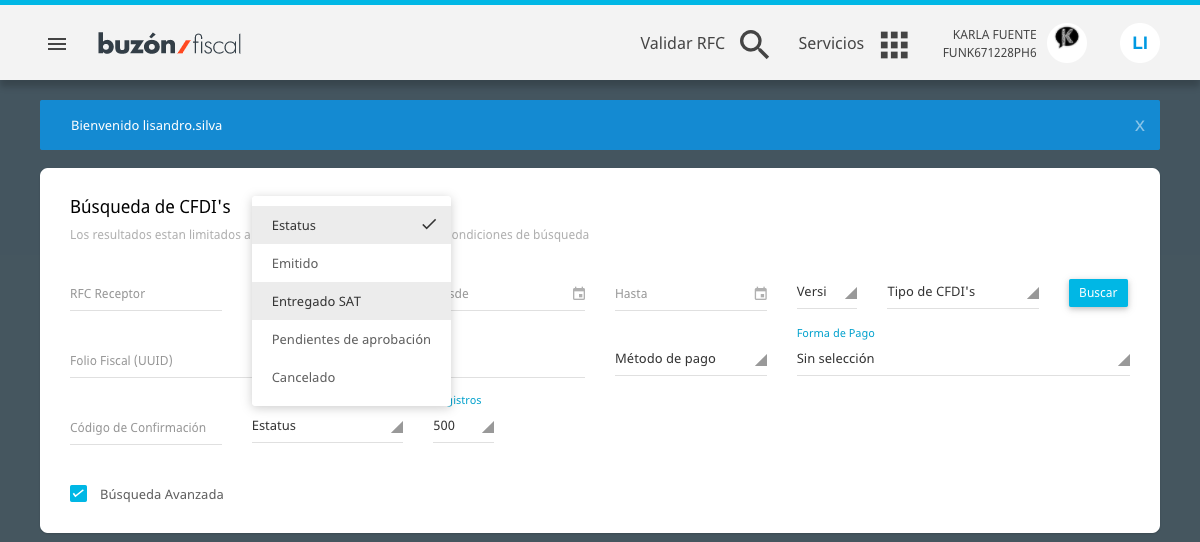 buzón/fiscal
Validar RFC
Servicios
KARLA FUENTE
FUNK671228PH6
K
LI
Bienvenido lisandro.silva
X
Búsqueda de CFDI's
Los resultados estan limitados a
ondiciones de búsqueda
Estatus
Emitido
Entregado SAT
Pendientes de aprobación
Cancelado
RFC Receptor
sde
Hasta
Versi
Tipo de CFDI's
Buscar
Folio Fiscal (UUID)
Método de pago
Forma de Pago
Sin selección
Código de Confirmación
Estatus
gistros
500
Búsqueda Avanzada